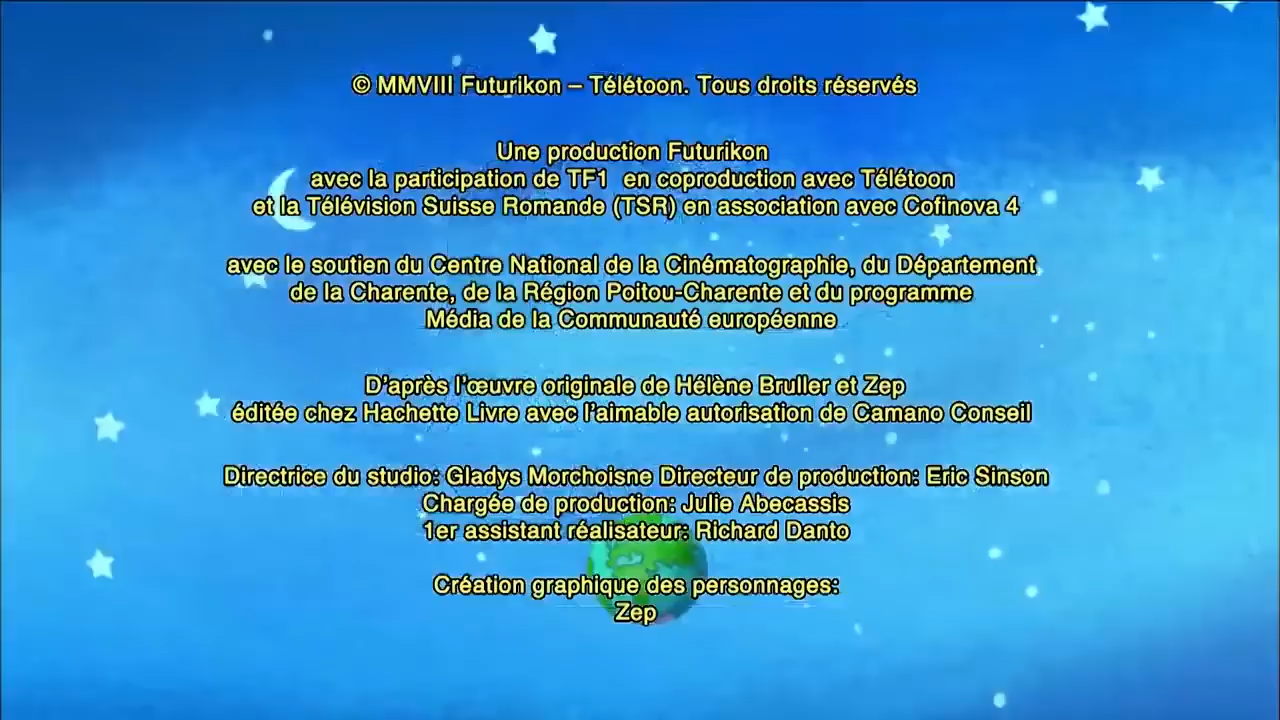 © MMVIII Futurikon – Télétoon. Tous droits réservés
Une production Futurikon
avec la participation de TF1 en coproduction avec Télétoon
et la Télévision Suisse Romande (TSR) en association avec Cofinova 4
avec le soutien du Centre National de la Cinématographie, du Département
de la Charente, de la Région Poitou-Charente et du programme
Média de la Communauté européenne
D'après l'œuvre originale de Hélène Bruller et Zep
éditée chez Hachette Livre avec l'aimable autorisation de Camano Conseil
Directrice du studio: Gladys Morchoisne Directeur de production: Eric Sinson
Chargée de production: Julie Abecassis
1er assistant réalisateur: Richard Danto
Création graphique des personnages:
Zep